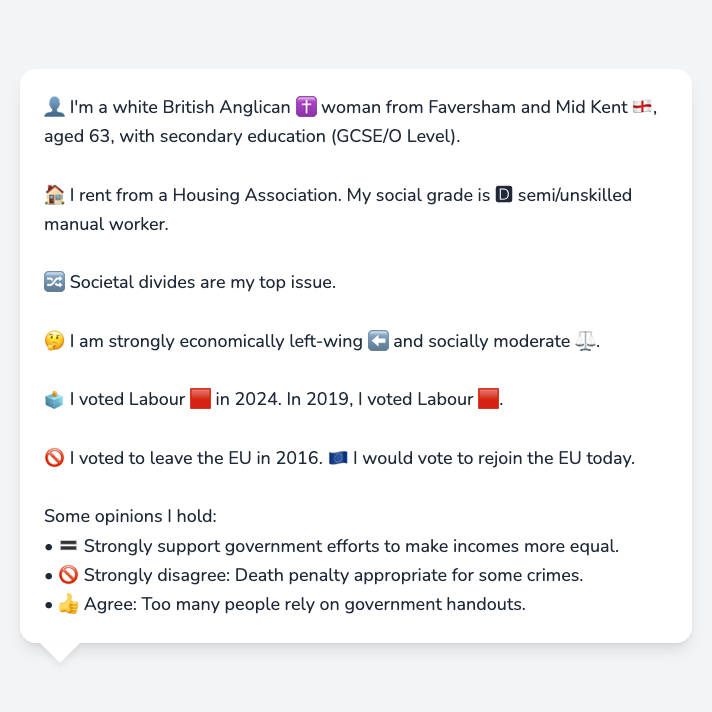 👤 I'm a white British Anglican ✝️ woman from Faversham and Mid Kent 🏴󠁧󠁢󠁥󠁮󠁧󠁿,
aged 63, with secondary education (GCSE/O Level).
🏠 I rent from a Housing Association. My social grade is 🅳 semi/unskilled
manual worker.
🔀 Societal divides are my top issue.
🤔 I am strongly economically left-wing ⬅️ and socially moderate ⚖️.
🗳️ I voted Labour 🟥 in 2024. In 2019, I voted Labour 🟥.
🚫 I voted to leave the EU in 2016. 🇪🇺 I would vote to rejoin the EU today.
Some opinions I hold:
• 🟰 Strongly support government efforts to make incomes more equal.
• 🚫 Strongly disagree: Death penalty appropriate for some crimes.
• 👍 Agree: Too many people rely on government handouts.